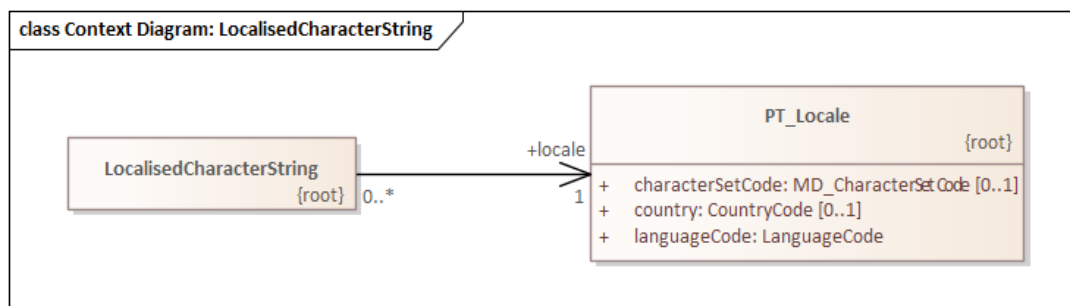 class Context Diagram: LocalisedCharacterString
PT_Locale
{root}
LocalisedCharacterString
{root}
0..*
+locale
1
+ characterSetCode: MD_CharacterSetCode [0..1]
+ country: CountryCode [0..1]
+ languageCode: LanguageCode